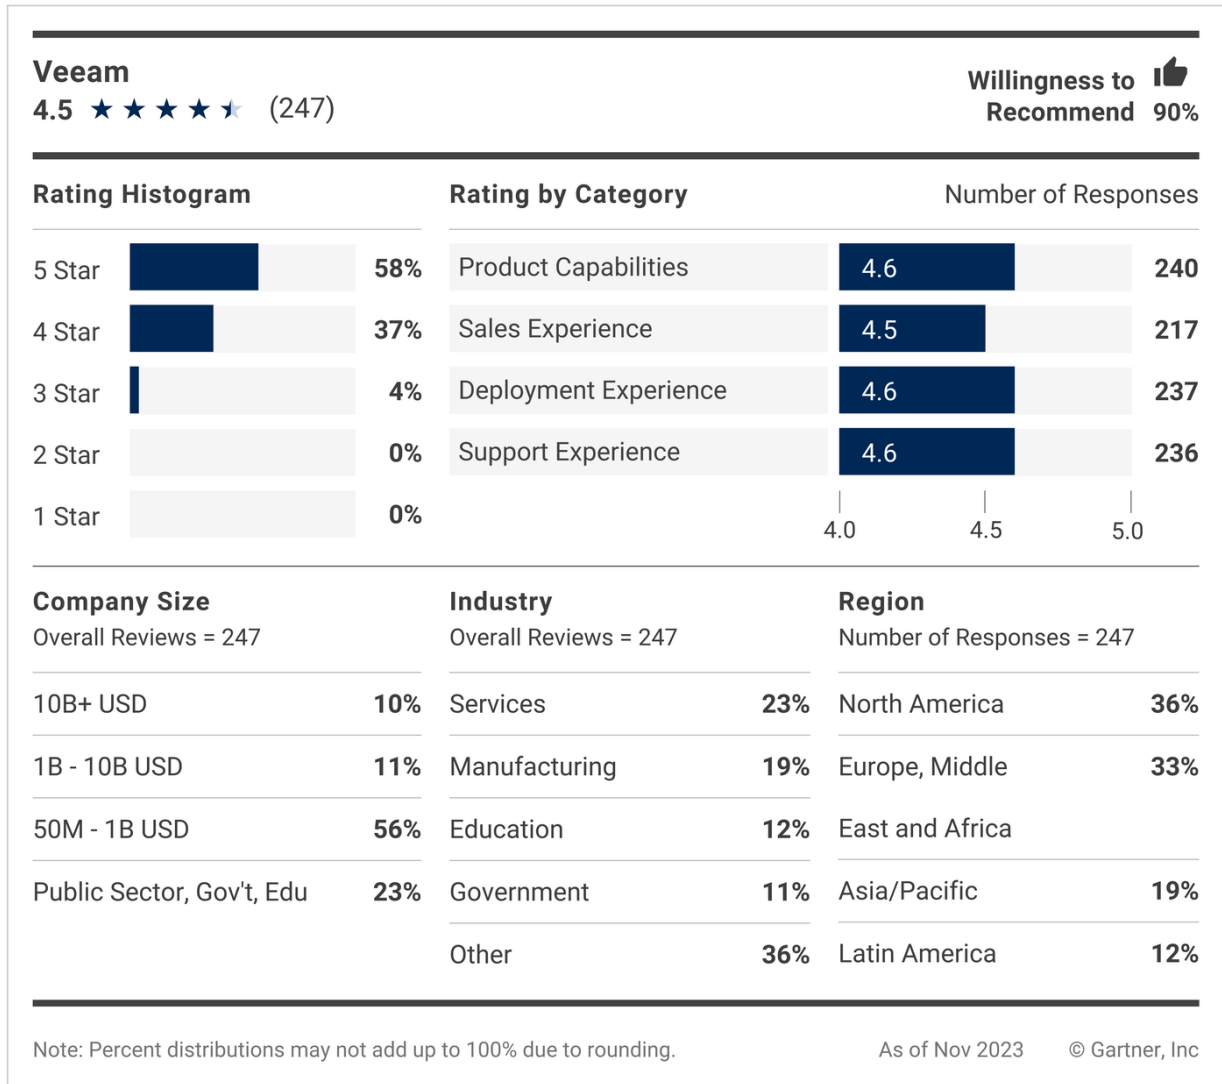 Veeam
4.5 (247)
Willingness to
Recommend 90%
Rating Histogram
5 Star 58%
4 Star 37%
3 Star 4%
2 Star 0%
1 Star 0%
Rating by Category Number of Responses
Product Capabilities 4.6 240
Sales Experience 4.5 217
Deployment Experience 4.6 237
Support Experience 4.6 236
4.0 4.5 5.0
Company Size
Overall Reviews = 247
10B+ USD 10%
1B - 10B USD 11%
50M - 1B USD 56%
Public Sector, Gov't, Edu 23%
Industry
Overall Reviews = 247
Services 23%
Manufacturing 19%
Education 12%
Government 11%
Other 36%
Region
Number of Responses = 247
North America 36%
Europe, Middle 33%
East and Africa
Asia/Pacific 19%
Latin America 12%
Note: Percent distributions may not add up to 100% due to rounding. As of Nov 2023 © Gartner, Inc